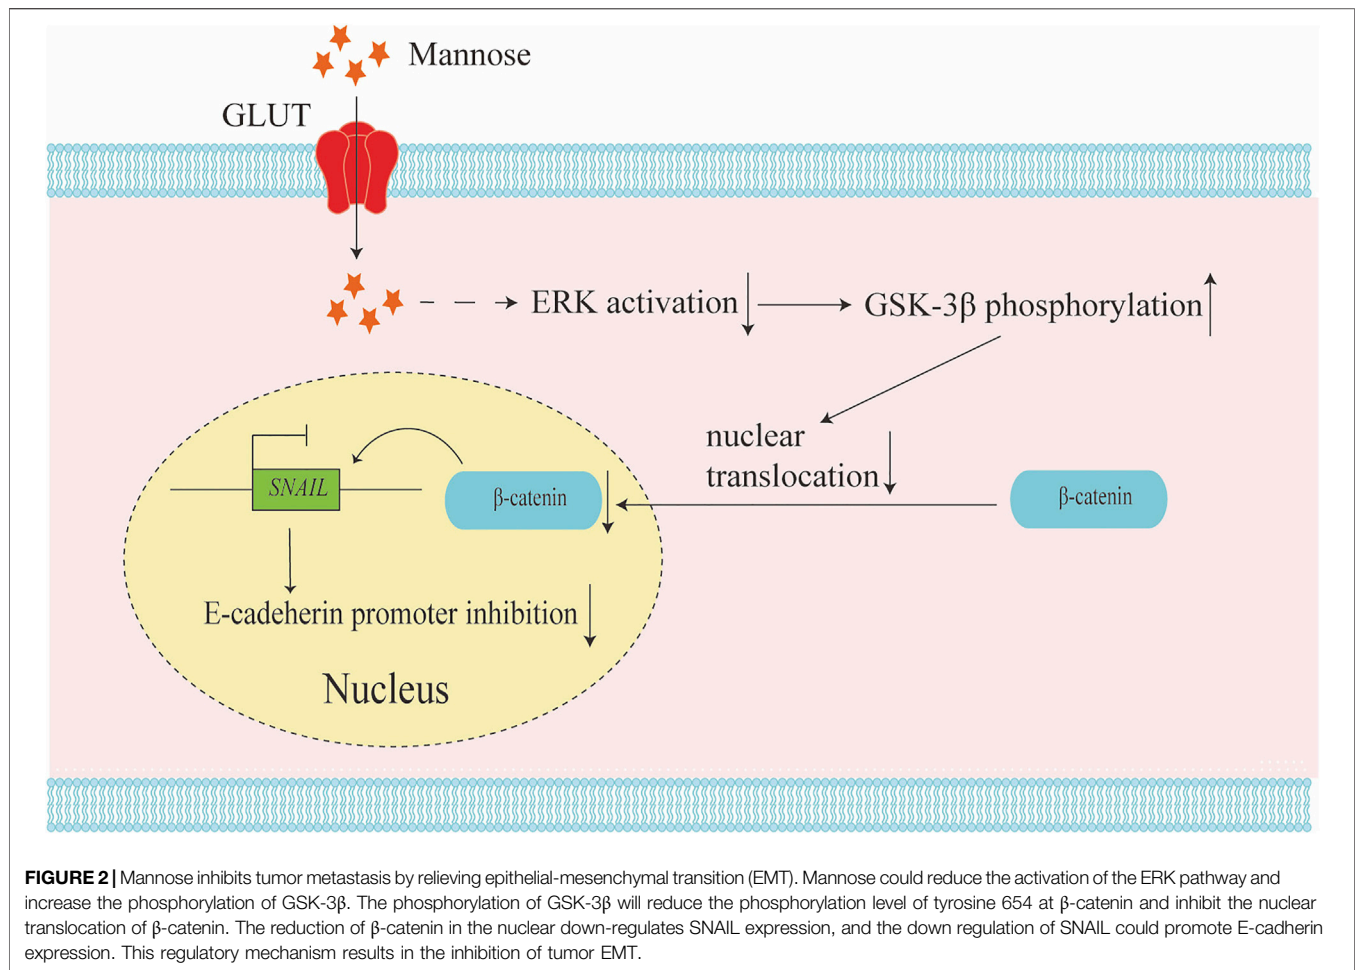 Mannose
GLUT
ERK activation
GSK-3β phosphorylation
nuclear
translocation
SNAIL
β-catenin
β-catenin
E-cadeherin promoter inhibition
Nucleus
FIGURE 2 | Mannose inhibits tumor metastasis by relieving epithelial-mesenchymal transition (EMT). Mannose could reduce the activation of the ERK pathway and
increase the phosphorylation of GSK-3β. The phosphorylation of GSK-3β will reduce the phosphorylation level of tyrosine 654 at β-catenin and inhibit the nuclear
translocation of β-catenin. The reduction of β-catenin in the nuclear down-regulates SNAIL expression, and the down regulation of SNAIL could promote E-cadherin
expression. This regulatory mechanism results in the inhibition of tumor EMT.